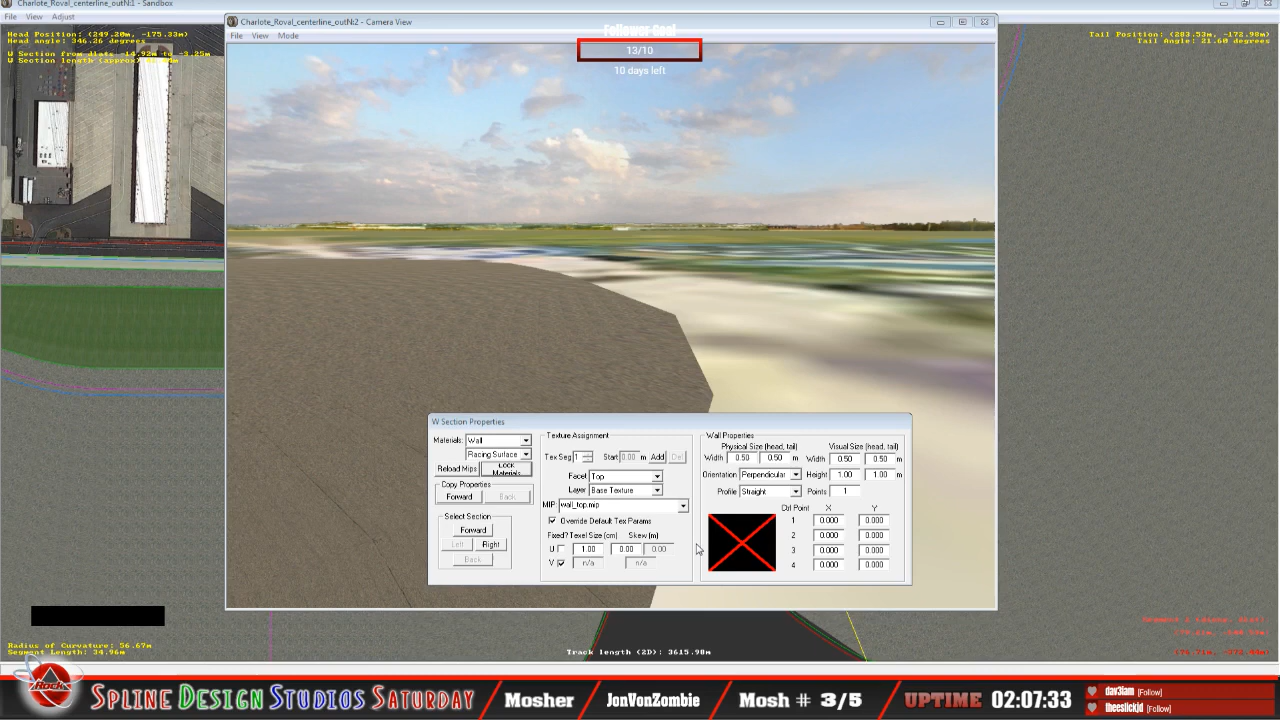 Charlote_Roval_centerline_outNt1 - Sandbox
File View Adjust
Head Position: (249.20m, -175.33m)
Head angle: 346.26 degrees
W Section from dlats -14.92m to -3.25m
W Section length (approx)
Tail Position: (283.53m, -172.98m)
Tail Angle: 21.60 degrees
Charlote_Roval_centerline_outNt2 - Camera View
File View Mode
Follower Goal
13/10
10 days left
W Section Properties
Materials: Wall
Racing Surface
Reload Mips
Lock Materials
Copy Properties
Forward Back
Select Section
Forward
Left Right
Back
Texture Assignment
Tex Seg 1 Start 0.00 m Add Del
Facet Top
Layer Base Texture
MIP: wall_top.mip
Override Default Tex Params
Fixed? Texel Size (cm) Skew (m)
U 1.00 0.00 0.00
V n/a n/a
Wall Properties
Physical Size (head, tail) Visual Size (head, tail)
Width 0.50 0.50 m Width 0.50 0.50 m
Orientation Perpendicular Height 1.00 1.00 m
Profile Straight Points 1
Ctrl Point X Y
1 0.000 0.000
2 0.000 0.000
3 0.000 0.000
4 0.000 0.000
Radius of Curvature: 56.67m
Segment Length: 34.96m
Track length (2D): 3615.90m
Spline Design Studios Saturday
Mosher
JonVonZombie
Mosh # 3/5
UPTIME 02:07:33
dav3iam [Follow]
theestickjd [Follow]